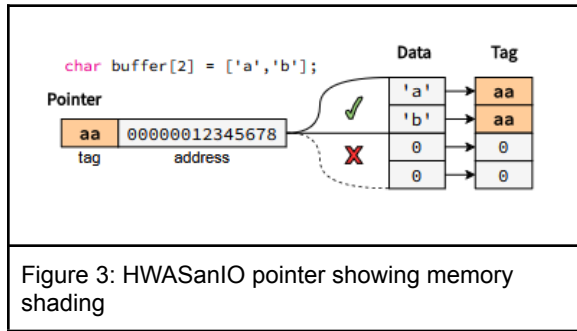 char buffer[2] = ['a','b'];
Data Tag
Pointer
'a' aa
'b' aa
aa 00000012345678
0 0
tag address
0 0
Figure 3: HWASanIO pointer showing memory
shading